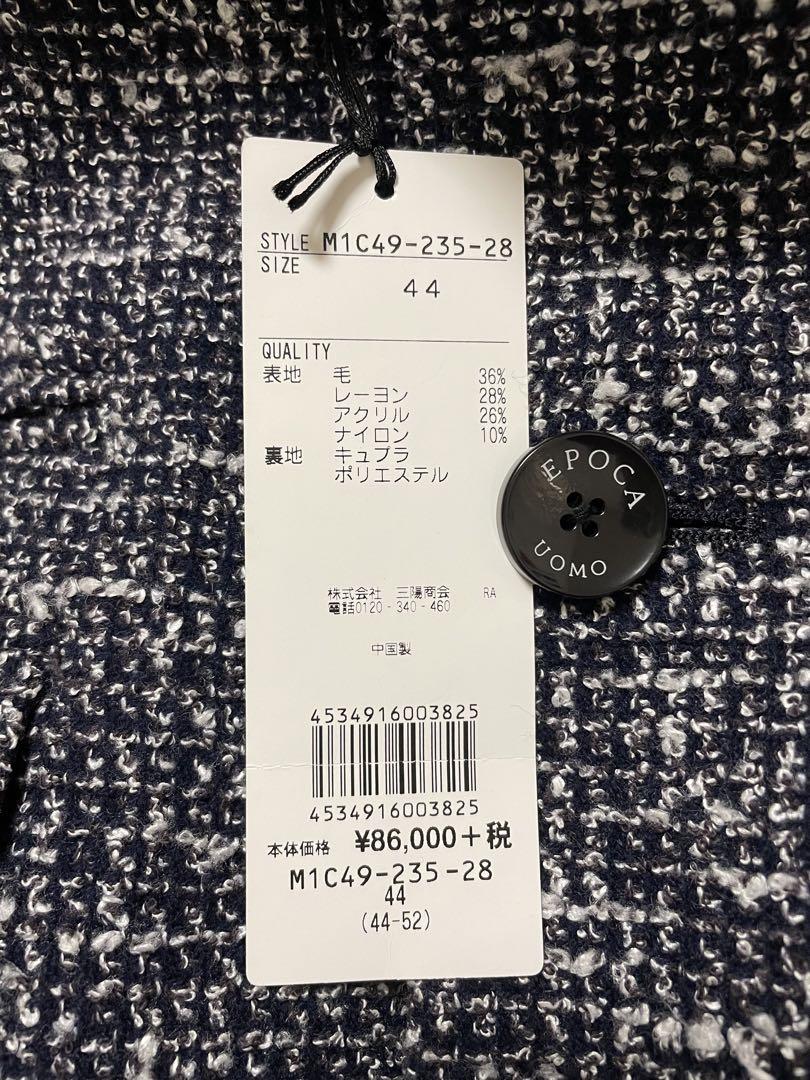 STYLE M1C49-235-28
SIZE
44
QUALITY
表地 毛 36%
レーヨン 28%
アクリル 26%
ナイロン 10%
裏地 キュプラ
ポリエステル
EPOCA
UOMO
株式会社 三陽商会 RA
電話0120-340-460
中国製
4534916003825
4534916003825
本体価格 ¥86,000+税
M1C49-235-28
44
(44-52)